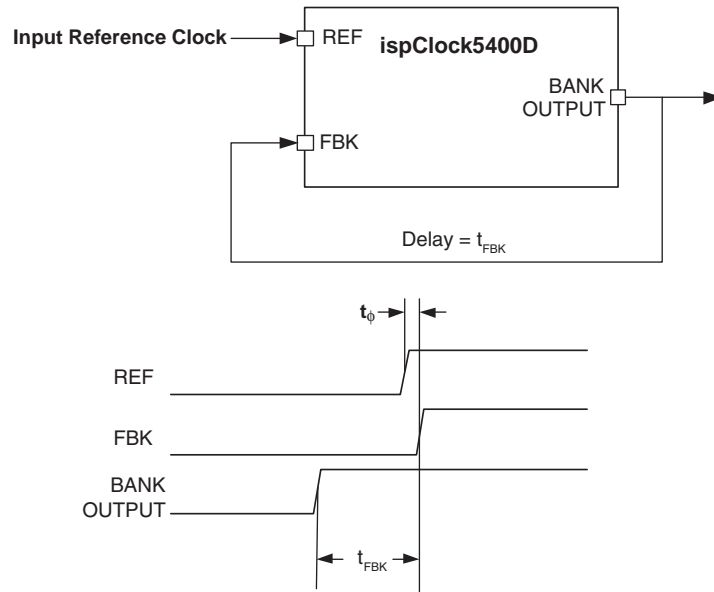 Input Reference Clock
REF
ispClock5400D
BANK
OUTPUT
FBK
Delay = tFBK
tϕ
REF
FBK
BANK
OUTPUT
tFBK